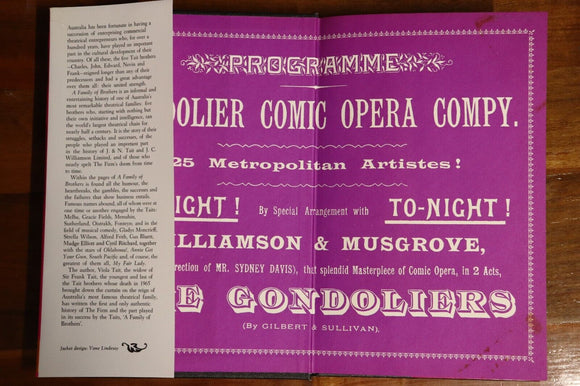 Australia has been fortunate in having a
succession of enterprising commercial
theatrical entrepreneurs who, for over a
hundred years, have played an important
part in the cultural development of their
country. Of all these, the five Tait brothers
—Charles, John, Edward, Nevin and
Frank—reigned longer than any of their
predecessors and had a great advantage
over them all: their united strength.
A Family of Brothers is an informal and
entertaining history of one of Australia's
most remarkable theatrical families: five
brothers who, starting with nothing but
their own initiative and intelligence, ran
the world's largest theatrical chain for
nearly half a century. It is the story of their
struggles, setbacks and successes, of the
people who played an important part in
the history of J. & N. Tait and J. C.
Williamson Limited, and of those who
nearly spelt The Firm's doom from time
to time.
Within the pages of A Family of
Brothers is found all the humour, the
heartbreaks, the gambles, the successes and
the failures that show business entails.
Famous names abound, all of whom were at
one time or another engaged by the Taits:
Melba, Gracie Fields, Menuhin,
Sutherland, Oistrakh, Fonteyn, and in the
field of musical comedy, Gladys Moncrieff,
Strella Wilson, Alfred Frith, Gus Bluett,
Madge Elliott and Cyril Ritchard, together
with the stars of Oklahoma!, Annie Get
Your Gun, South Pacific and, of course, the
greatest of them all, My Fair Lady.
The author, Viola Tait, the widow of
Sir Frank Tait, the youngest and last of
the Tait brothers whose death in 1965
brought down the curtain on the reign of
Australia's most famous theatrical family,
has written the first and only authentic
history of The Firm and the part played
in its success by the Taits, 'A Family of
Brothers'.
Jacket design: Vane Lindesay
PROGRAMME
DOLIER COMIC OPERA COMPY.
25 Metropolitan Artistes!
IGHT! By Special Arrangement with TO-NIGHT!
ILLIAMSON & MUSGROVE,
irection of MR. SYDNEY DAVIS), that splendid Masterpiece of Comic Opera, in 2 Acts,
E GONDOLIERS
(By GILBERT & SULLIVAN),